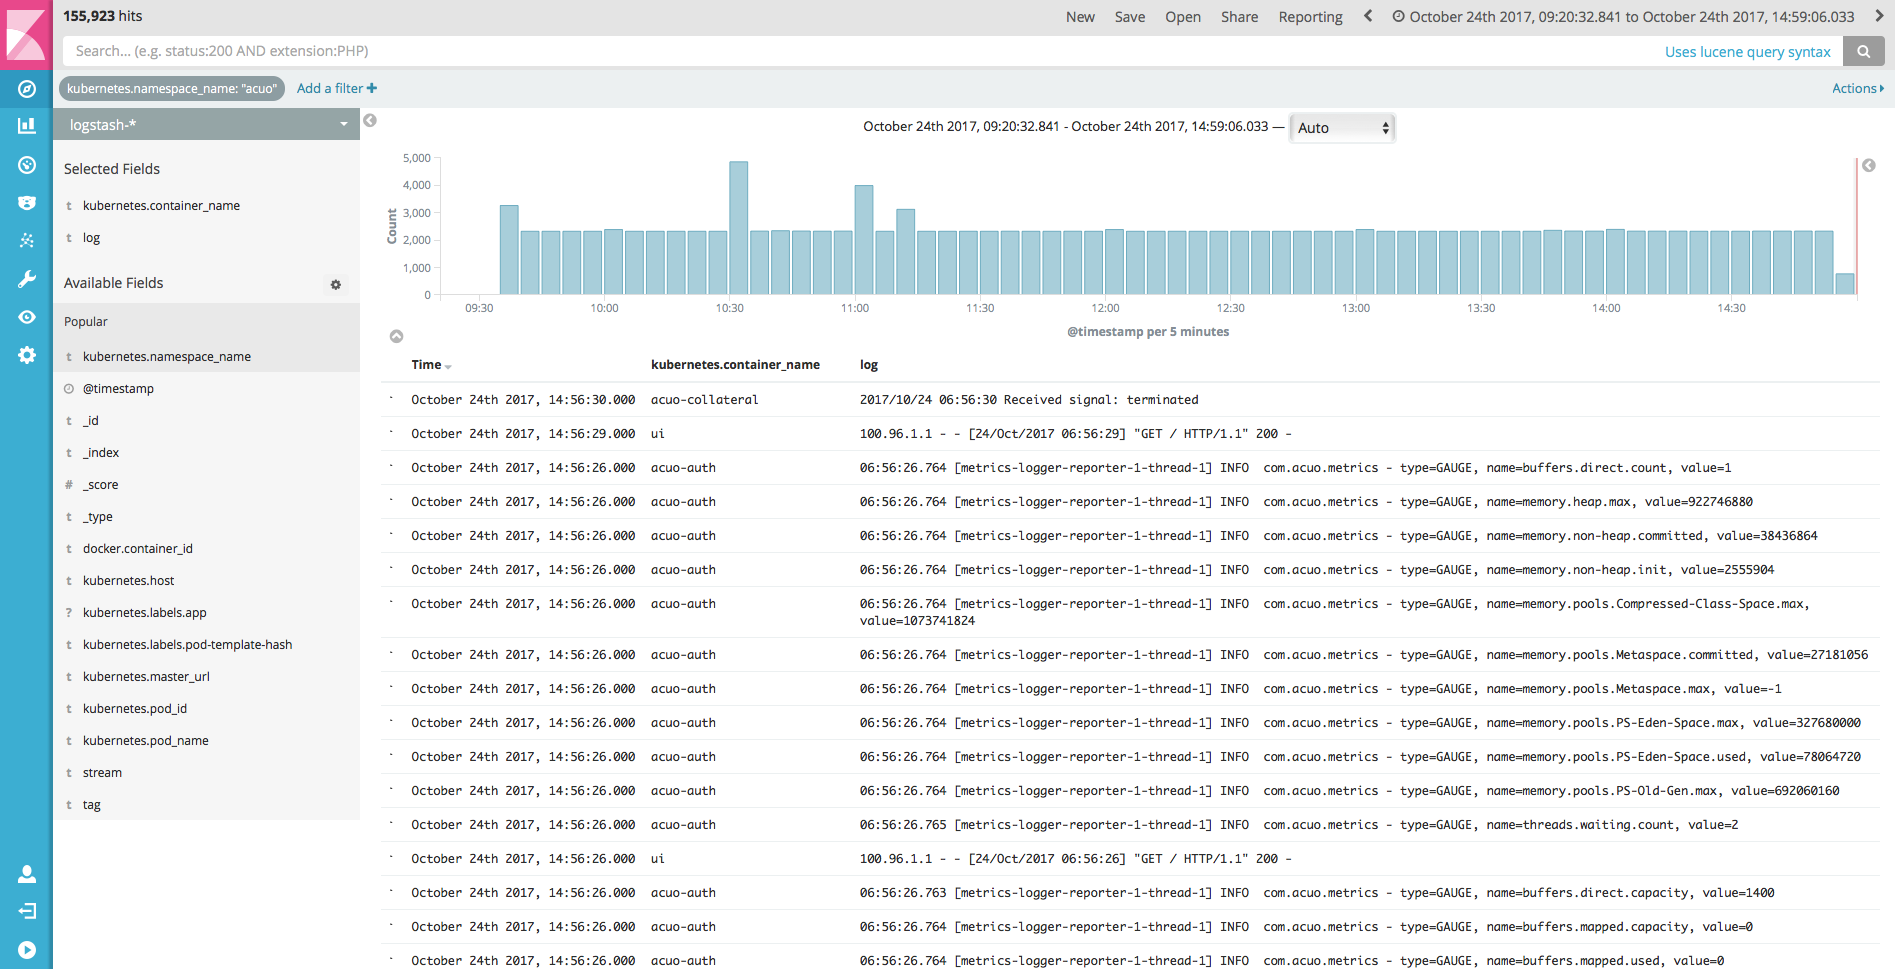 155,923 hits
New Save Open Share Reporting October 24th 2017, 09:20:32.841 to October 24th 2017, 14:59:06.033
Search... (e.g. status:200 AND extension:PHP)
Uses lucene query syntax
kubernetes.namespace_name: "acuo"
Add a filter +
Actions
logstash-*
Selected Fields
t kubernetes.container_name
t log
Available Fields
Popular
t kubernetes.namespace_name
@timestamp
t _id
t _index
# _score
t _type
t docker.container_id
t kubernetes.host
? kubernetes.labels.app
t kubernetes.labels.pod-template-hash
t kubernetes.master_url
t kubernetes.pod_id
t kubernetes.pod_name
t stream
t tag
October 24th 2017, 09:20:32.841 - October 24th 2017, 14:59:06.033 —
Auto
Count
5,000
4,000
3,000
2,000
1,000
0
09:30 10:00 10:30 11:00 11:30 12:00 12:30 13:00 13:30 14:00 14:30
@timestamp per 5 minutes
Time kubernetes.container_name log
October 24th 2017, 14:56:30.000 acuo-collateral 2017/10/24 06:56:30 Received signal: terminated
October 24th 2017, 14:56:29.000 ui 100.96.1.1 - - [24/Oct/2017 06:56:29] "GET / HTTP/1.1" 200 -
October 24th 2017, 14:56:26.000 acuo-auth 06:56:26.764 [metrics-logger-reporter-1-thread-1] INFO com.acuo.metrics - type=GAUGE, name=buffers.direct.count, value=1
October 24th 2017, 14:56:26.000 acuo-auth 06:56:26.764 [metrics-logger-reporter-1-thread-1] INFO com.acuo.metrics - type=GAUGE, name=memory.heap.max, value=922746880
October 24th 2017, 14:56:26.000 acuo-auth 06:56:26.764 [metrics-logger-reporter-1-thread-1] INFO com.acuo.metrics - type=GAUGE, name=memory.non-heap.committed, value=38436864
October 24th 2017, 14:56:26.000 acuo-auth 06:56:26.764 [metrics-logger-reporter-1-thread-1] INFO com.acuo.metrics - type=GAUGE, name=memory.non-heap.init, value=2555904
October 24th 2017, 14:56:26.000 acuo-auth 06:56:26.764 [metrics-logger-reporter-1-thread-1] INFO com.acuo.metrics - type=GAUGE, name=memory.pools.Compressed-Class-Space.max,
value=1073741824
October 24th 2017, 14:56:26.000 acuo-auth 06:56:26.764 [metrics-logger-reporter-1-thread-1] INFO com.acuo.metrics - type=GAUGE, name=memory.pools.Metaspace.committed, value=27181056
October 24th 2017, 14:56:26.000 acuo-auth 06:56:26.764 [metrics-logger-reporter-1-thread-1] INFO com.acuo.metrics - type=GAUGE, name=memory.pools.Metaspace.max, value=-1
October 24th 2017, 14:56:26.000 acuo-auth 06:56:26.764 [metrics-logger-reporter-1-thread-1] INFO com.acuo.metrics - type=GAUGE, name=memory.pools.PS-Eden-Space.max, value=327680000
October 24th 2017, 14:56:26.000 acuo-auth 06:56:26.764 [metrics-logger-reporter-1-thread-1] INFO com.acuo.metrics - type=GAUGE, name=memory.pools.PS-Eden-Space.used, value=78064720
October 24th 2017, 14:56:26.000 acuo-auth 06:56:26.764 [metrics-logger-reporter-1-thread-1] INFO com.acuo.metrics - type=GAUGE, name=memory.pools.PS-Old-Gen.max, value=692060160
October 24th 2017, 14:56:26.000 acuo-auth 06:56:26.765 [metrics-logger-reporter-1-thread-1] INFO com.acuo.metrics - type=GAUGE, name=threads.waiting.count, value=2
October 24th 2017, 14:56:26.000 ui 100.96.1.1 - - [24/Oct/2017 06:56:26] "GET / HTTP/1.1" 200 -
October 24th 2017, 14:56:26.000 acuo-auth 06:56:26.763 [metrics-logger-reporter-1-thread-1] INFO com.acuo.metrics - type=GAUGE, name=buffers.direct.capacity, value=1400
October 24th 2017, 14:56:26.000 acuo-auth 06:56:26.764 [metrics-logger-reporter-1-thread-1] INFO com.acuo.metrics - type=GAUGE, name=buffers.mapped.capacity, value=0
October 24th 2017, 14:56:26.000 acuo-auth 06:56:26.764 [metrics-logger-reporter-1-thread-1] INFO com.acuo.metrics - type=GAUGE, name=buffers.mapped.used, value=0